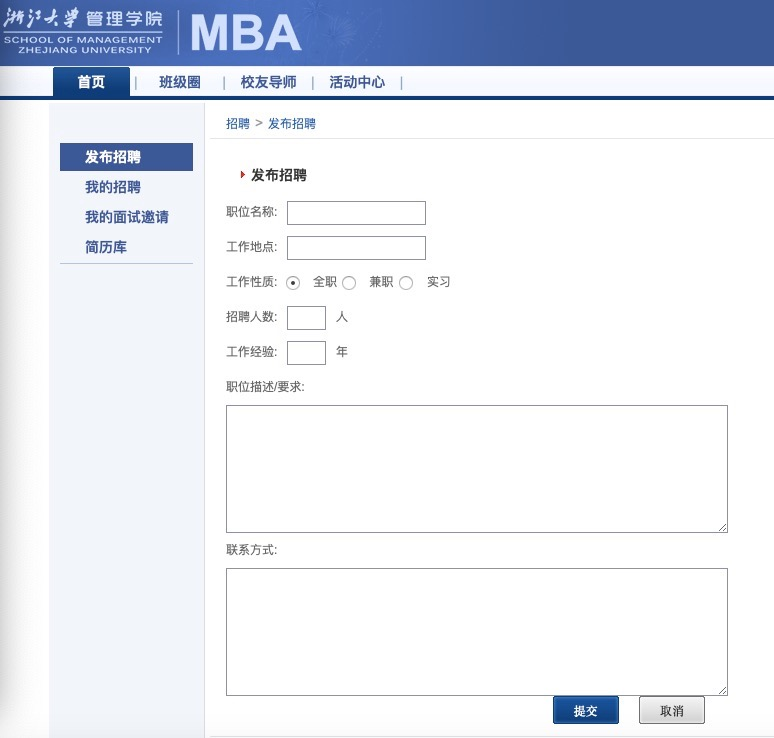 浙江大学 管理学院 MBA
SCHOOL OF MANAGEMENT
ZHEJIANG UNIVERSITY
首页 | 班级圈 | 校友导师 | 活动中心 |
招聘 > 发布招聘
发布招聘
我的招聘
我的面试邀请
简历库
发布招聘
职位名称:
工作地点:
工作性质: 全职 兼职 实习
招聘人数: 人
工作经验: 年
职位描述/要求:
联系方式:
提交 取消